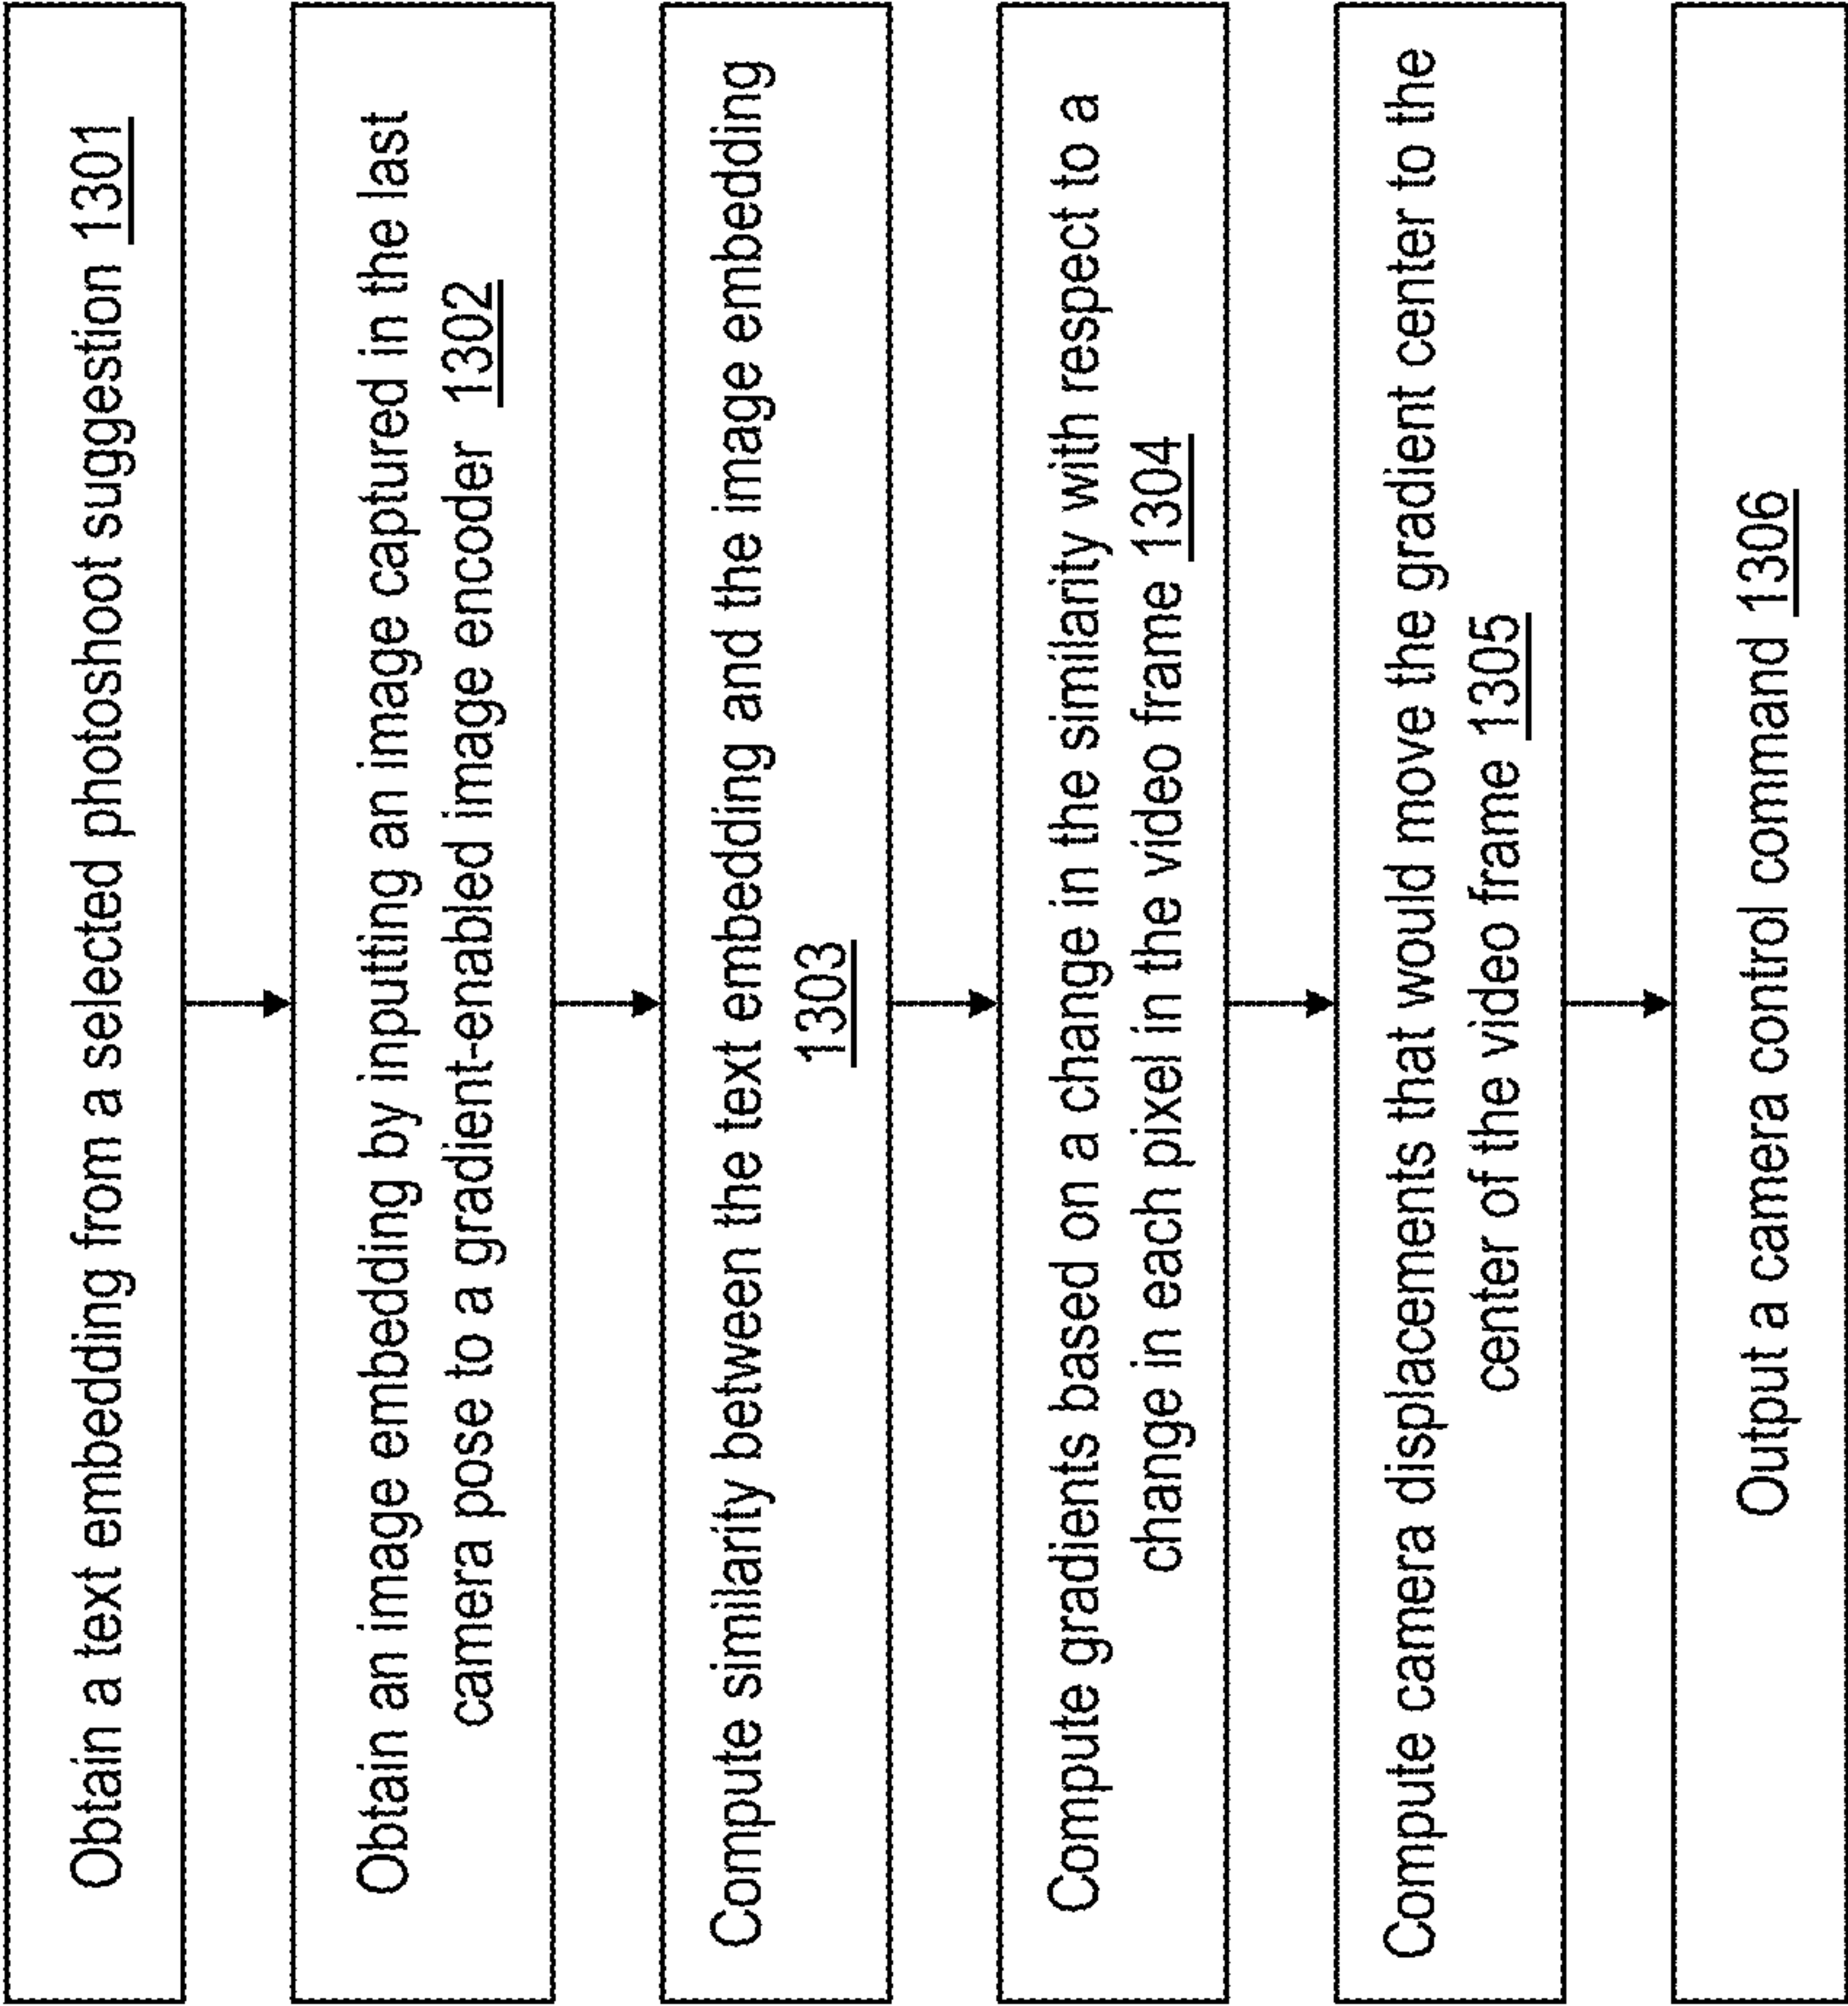 Obtain a text embedding from a selected photoshoot suggestion 1301
Obtain an image embedding by inputting an image captured in the last
camera pose to a gradient-enabled image encoder 1302
Compute similarity between the text embedding and the image embedding
1303
Compute gradients based on a change in the similarity with respect to a
change in each pixel in the video frame 1304
Compute camera displacements that would move the gradient center to the
center of the video frame 1305
Output a camera control command 1306